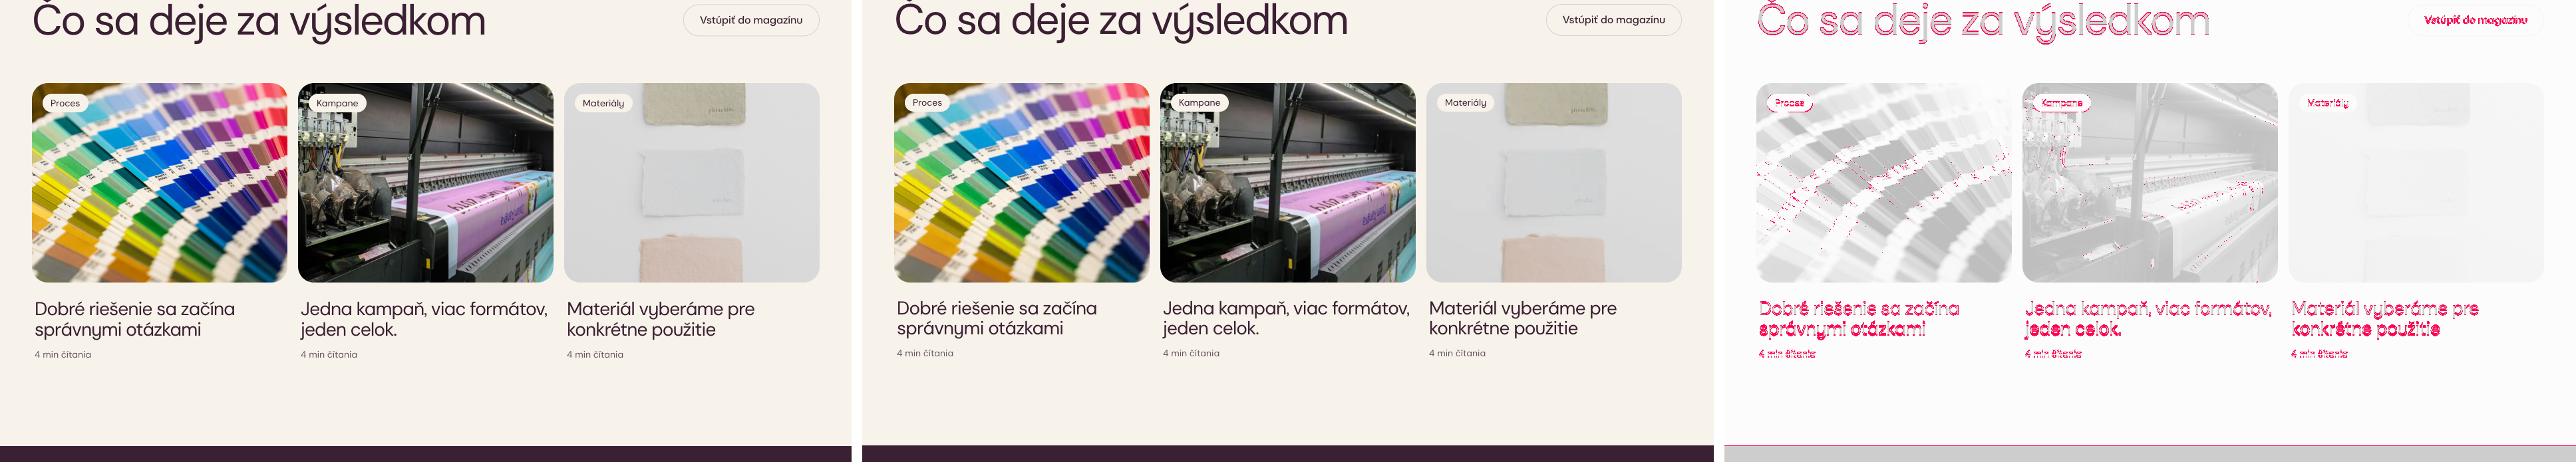 Čo sa deje za výsledkom
Vstúpiť do magazínu
Proces
Kampane
Materiály
Dobré riešenie sa začína
správnymi otázkami
4 min čítania
Jedna kampaň, viac formátov,
jeden celok.
4 min čítania
Materiál vyberáme pre
konkrétne použitie
4 min čítania
Čo sa deje za výsledkom
Vstúpiť do magazínu
Proces
Kampane
Materiály
Dobré riešenie sa začína
správnymi otázkami
4 min čítania
Jedna kampaň, viac formátov,
jeden celok.
4 min čítania
Materiál vyberáme pre
konkrétne použitie
4 min čítania
Čo sa deje za výsledkom
Vstúpiť do magazínu
Proces
Kampane
Materiály
Dobré riešenie sa začína
správnymi otázkami
4 min čítania
Jedna kampaň, viac formátov,
jeden celok.
4 min čítania
Materiál vyberáme pre
konkrétne použitie
4 min čítania